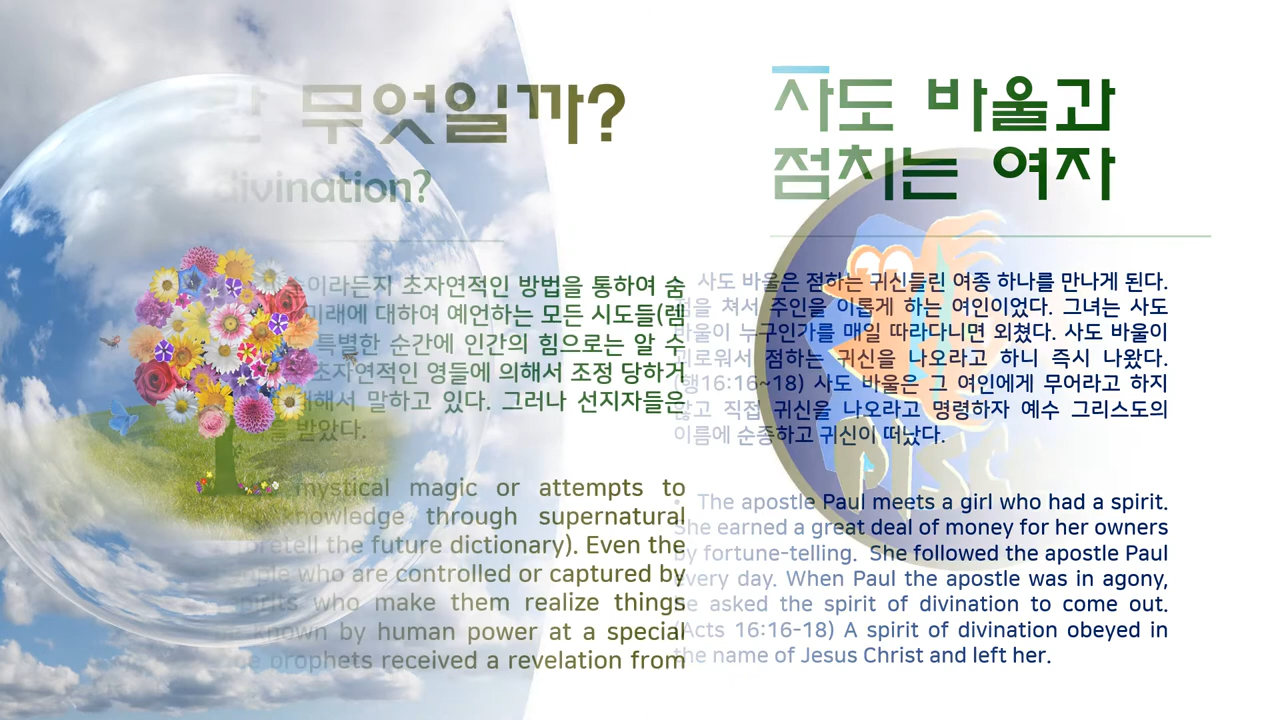 란 무엇일까?
divination?
이라든지 초자연적인 방법을 통하여 숨
미래에 대하여 예언하는 모든 시도들(렘
특별한 순간에 인간의 힘으로는 알 수
초자연적인 영들에 의해서 조정 당하거
대해서 말하고 있다. 그러나 선지자들은
을 받았다.
mystical magic or attempts to
knowledge through supernatural
foretell the future dictionary). Even the
people who are controlled or captured by
spirits who make them realize things
known by human power at a special
prophets received a revelation from
사도 바울과
점치는 여자
사도 바울은 점하는 귀신들린 여종 하나를 만나게 된다.
점을 쳐서 주인을 이롭게 하는 여인이었다. 그녀는 사도
바울이 누구인가를 매일 따라다니면 외쳤다. 사도 바울이
괴로워서 점하는 귀신을 나오라고 하니 즉시 나왔다.
(행16:16~18) 사도 바울은 그 여인에게 무어라고 하지
않고 직접 귀신을 나오라고 명령하자 예수 그리스도의
이름에 순종하고 귀신이 떠났다.
The apostle Paul meets a girl who had a spirit.
She earned a great deal of money for her owners
by fortune-telling. She followed the apostle Paul
every day. When Paul the apostle was in agony,
he asked the spirit of divination to come out.
(Acts 16:16-18) A spirit of divination obeyed in
the name of Jesus Christ and left her.